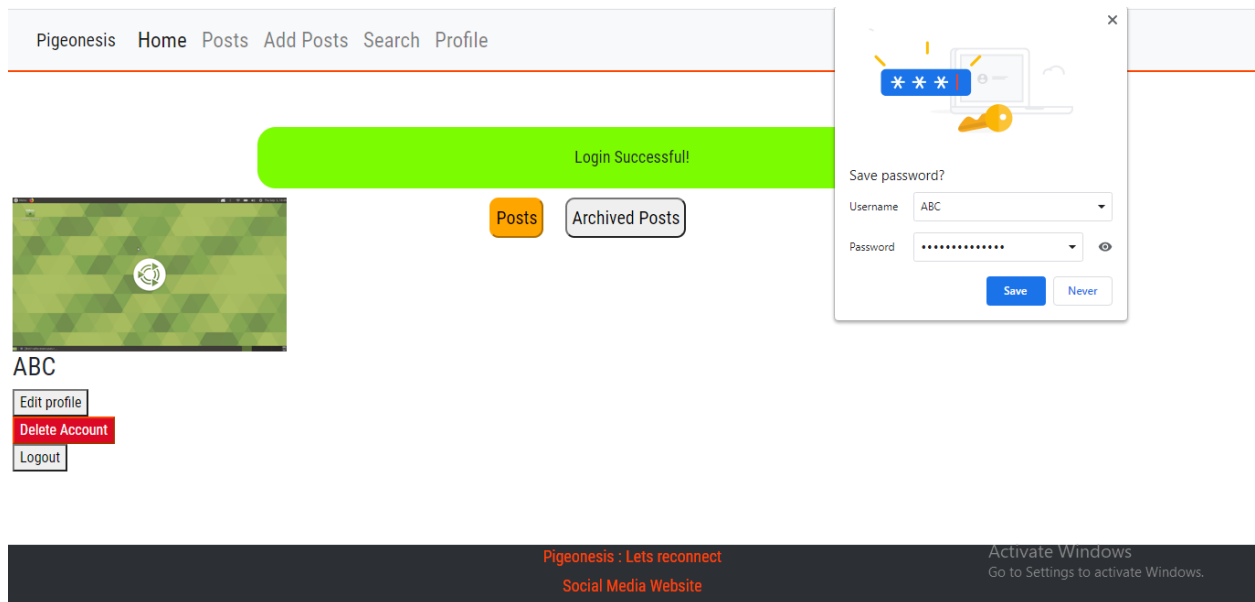 Pigeonesis Home Posts Add Posts Search Profile
Login Successful!
Posts Archived Posts
ABC
Edit profile
Delete Account
Logout
* * *
Save password?
Username ABC
Password ••••••••••••••
Save Never
Pigeonesis : Lets reconnect
Social Media Website
Activate Windows
Go to Settings to activate Windows.